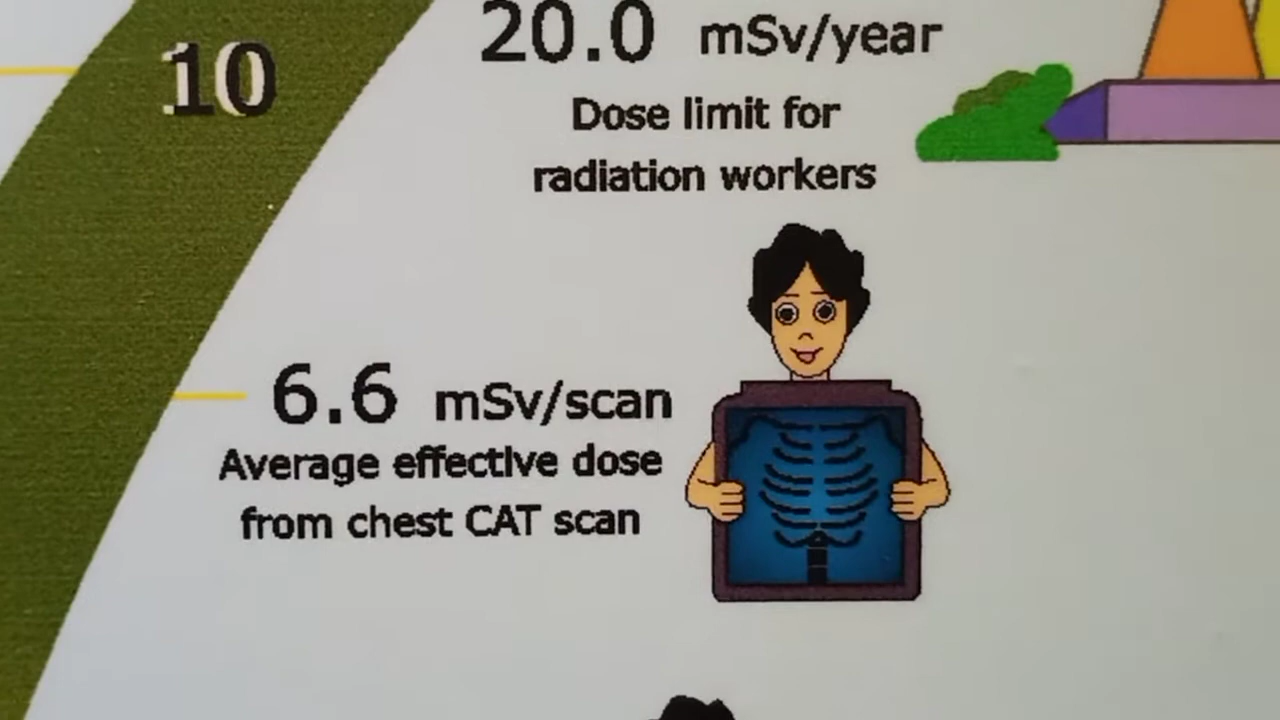 10
20.0 mSv/year
Dose limit for
radiation workers
6.6 mSv/scan
Average effective dose
from chest CAT scan